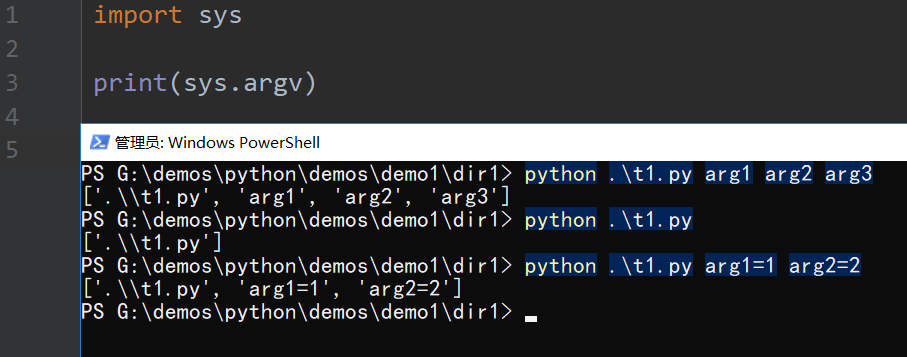 1 import sys
2
3 print(sys.argv)
4
5
管理员: Windows PowerShell
PS G:\demos\python\demos\demo1\dir1> python .\t1.py arg1 arg2 arg3
['.\\t1.py', 'arg1', 'arg2', 'arg3']
PS G:\demos\python\demos\demo1\dir1> python .\t1.py
['.\\t1.py']
PS G:\demos\python\demos\demo1\dir1> python .\t1.py arg1=1 arg2=2
['.\\t1.py', 'arg1=1', 'arg2=2']
PS G:\demos\python\demos\demo1\dir1>